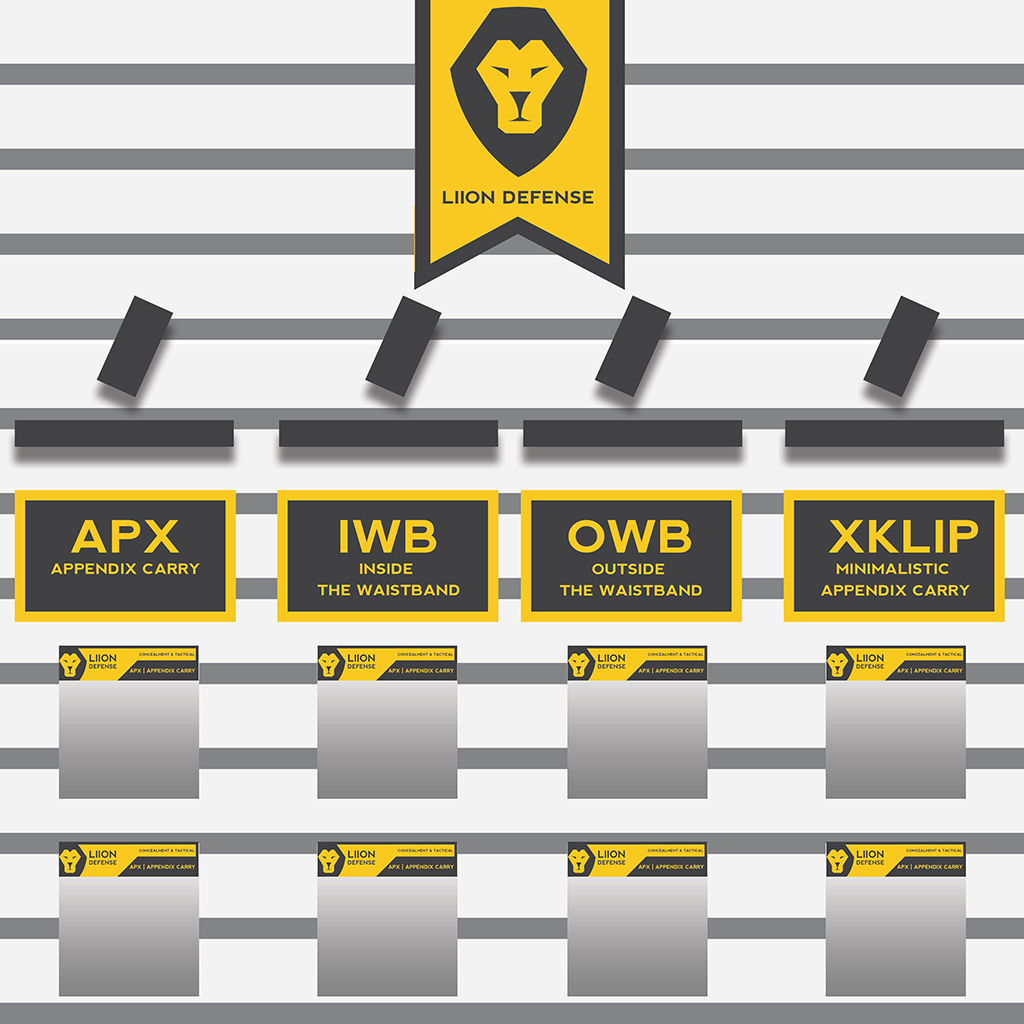 LIION DEFENSE
APX
APPENDIX CARRY
IWB
INSIDE
THE WAISTBAND
OWB
OUTSIDE
THE WAISTBAND
XKLIP
MINIMALISTIC
APPENDIX CARRY
LIION
DEFENSE
CONCEALMENT & TACTICAL
APX | APPENDIX CARRY
LIION
DEFENSE
CONCEALMENT & TACTICAL
APX | APPENDIX CARRY
LIION
DEFENSE
CONCEALMENT & TACTICAL
APX | APPENDIX CARRY
LIION
DEFENSE
CONCEALMENT & TACTICAL
APX | APPENDIX CARRY
LIION
DEFENSE
CONCEALMENT & TACTICAL
APX | APPENDIX CARRY
LIION
DEFENSE
CONCEALMENT & TACTICAL
APX | APPENDIX CARRY
LIION
DEFENSE
CONCEALMENT & TACTICAL
APX | APPENDIX CARRY
LIION
DEFENSE
CONCEALMENT & TACTICAL
APX | APPENDIX CARRY